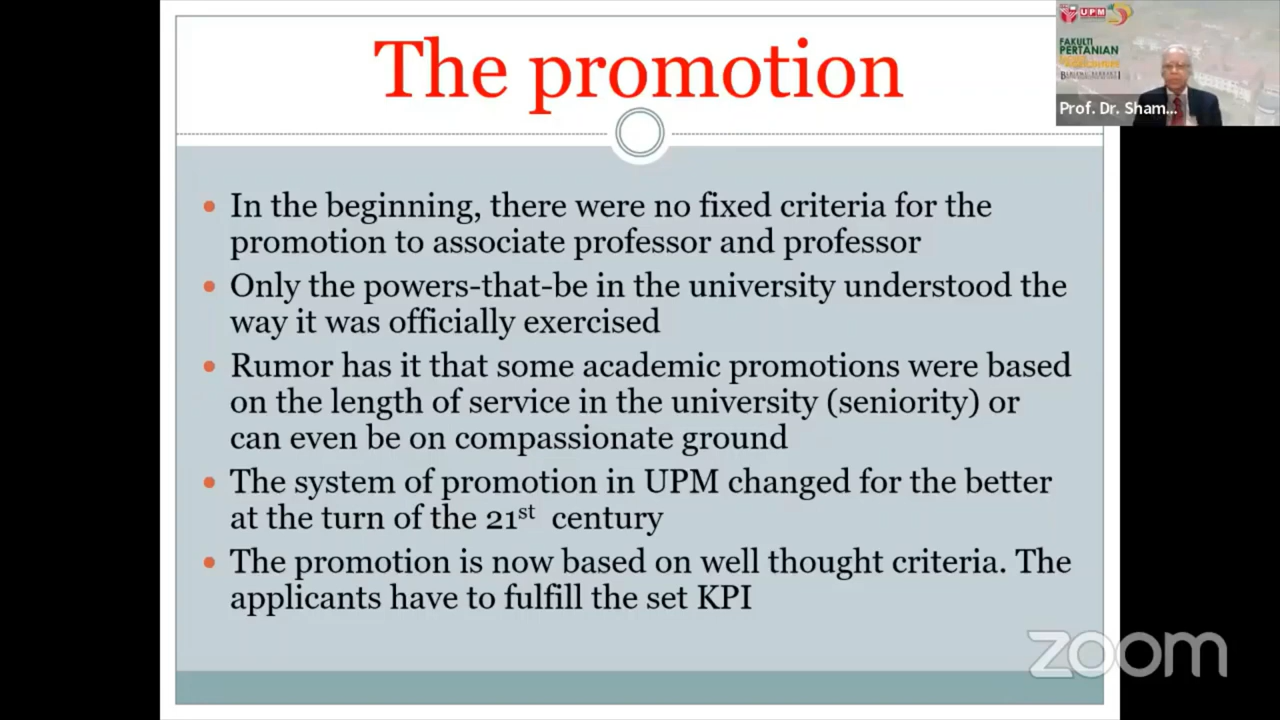 The promotion
UPM
FAKULTI
PERTANIAN
Prof. Dr. Sham...
• In the beginning, there were no fixed criteria for the
promotion to associate professor and professor
• Only the powers-that-be in the university understood the
way it was officially exercised
• Rumor has it that some academic promotions were based
on the length of service in the university (seniority) or
can even be on compassionate ground
• The system of promotion in UPM changed for the better
at the turn of the 21st century
• The promotion is now based on well thought criteria. The
applicants have to fulfill the set KPI
zoom